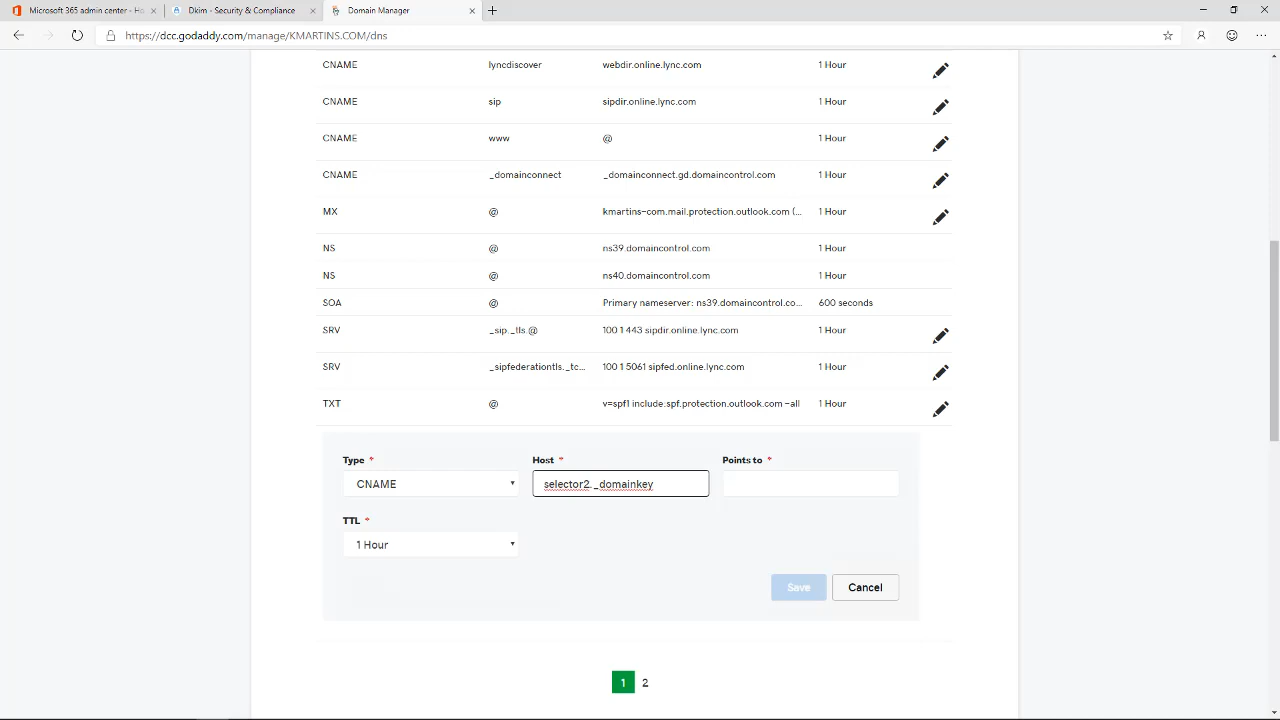 Microsoft 365 admin center - Ho
Dkim - Security & Compliance
Domain Manager
https://dcc.godaddy.com/manage/KMARTINS.COM/dns
CNAME lyncdiscover webdir.online.lync.com 1 Hour
CNAME sip sipdir.online.lync.com 1 Hour
CNAME www @ 1 Hour
CNAME _domainconnect _domainconnect.gd.domaincontrol.com 1 Hour
MX @ kmartins-com.mail.protection.outlook.com (... 1 Hour
NS @ ns39.domaincontrol.com 1 Hour
NS @ ns40.domaincontrol.com 1 Hour
SOA @ Primary nameserver: ns39.domaincontrol.co... 600 seconds
SRV _sip._tls.@ 100 1 443 sipdir.online.lync.com 1 Hour
SRV _sipfederationtls._tc... 100 1 5061 sipfed.online.lync.com 1 Hour
TXT @ v=spf1 include:spf.protection.outlook.com -all 1 Hour
Type * Host * Points to *
CNAME selector2._domainkey
TTL *
1 Hour
Save Cancel
1 2